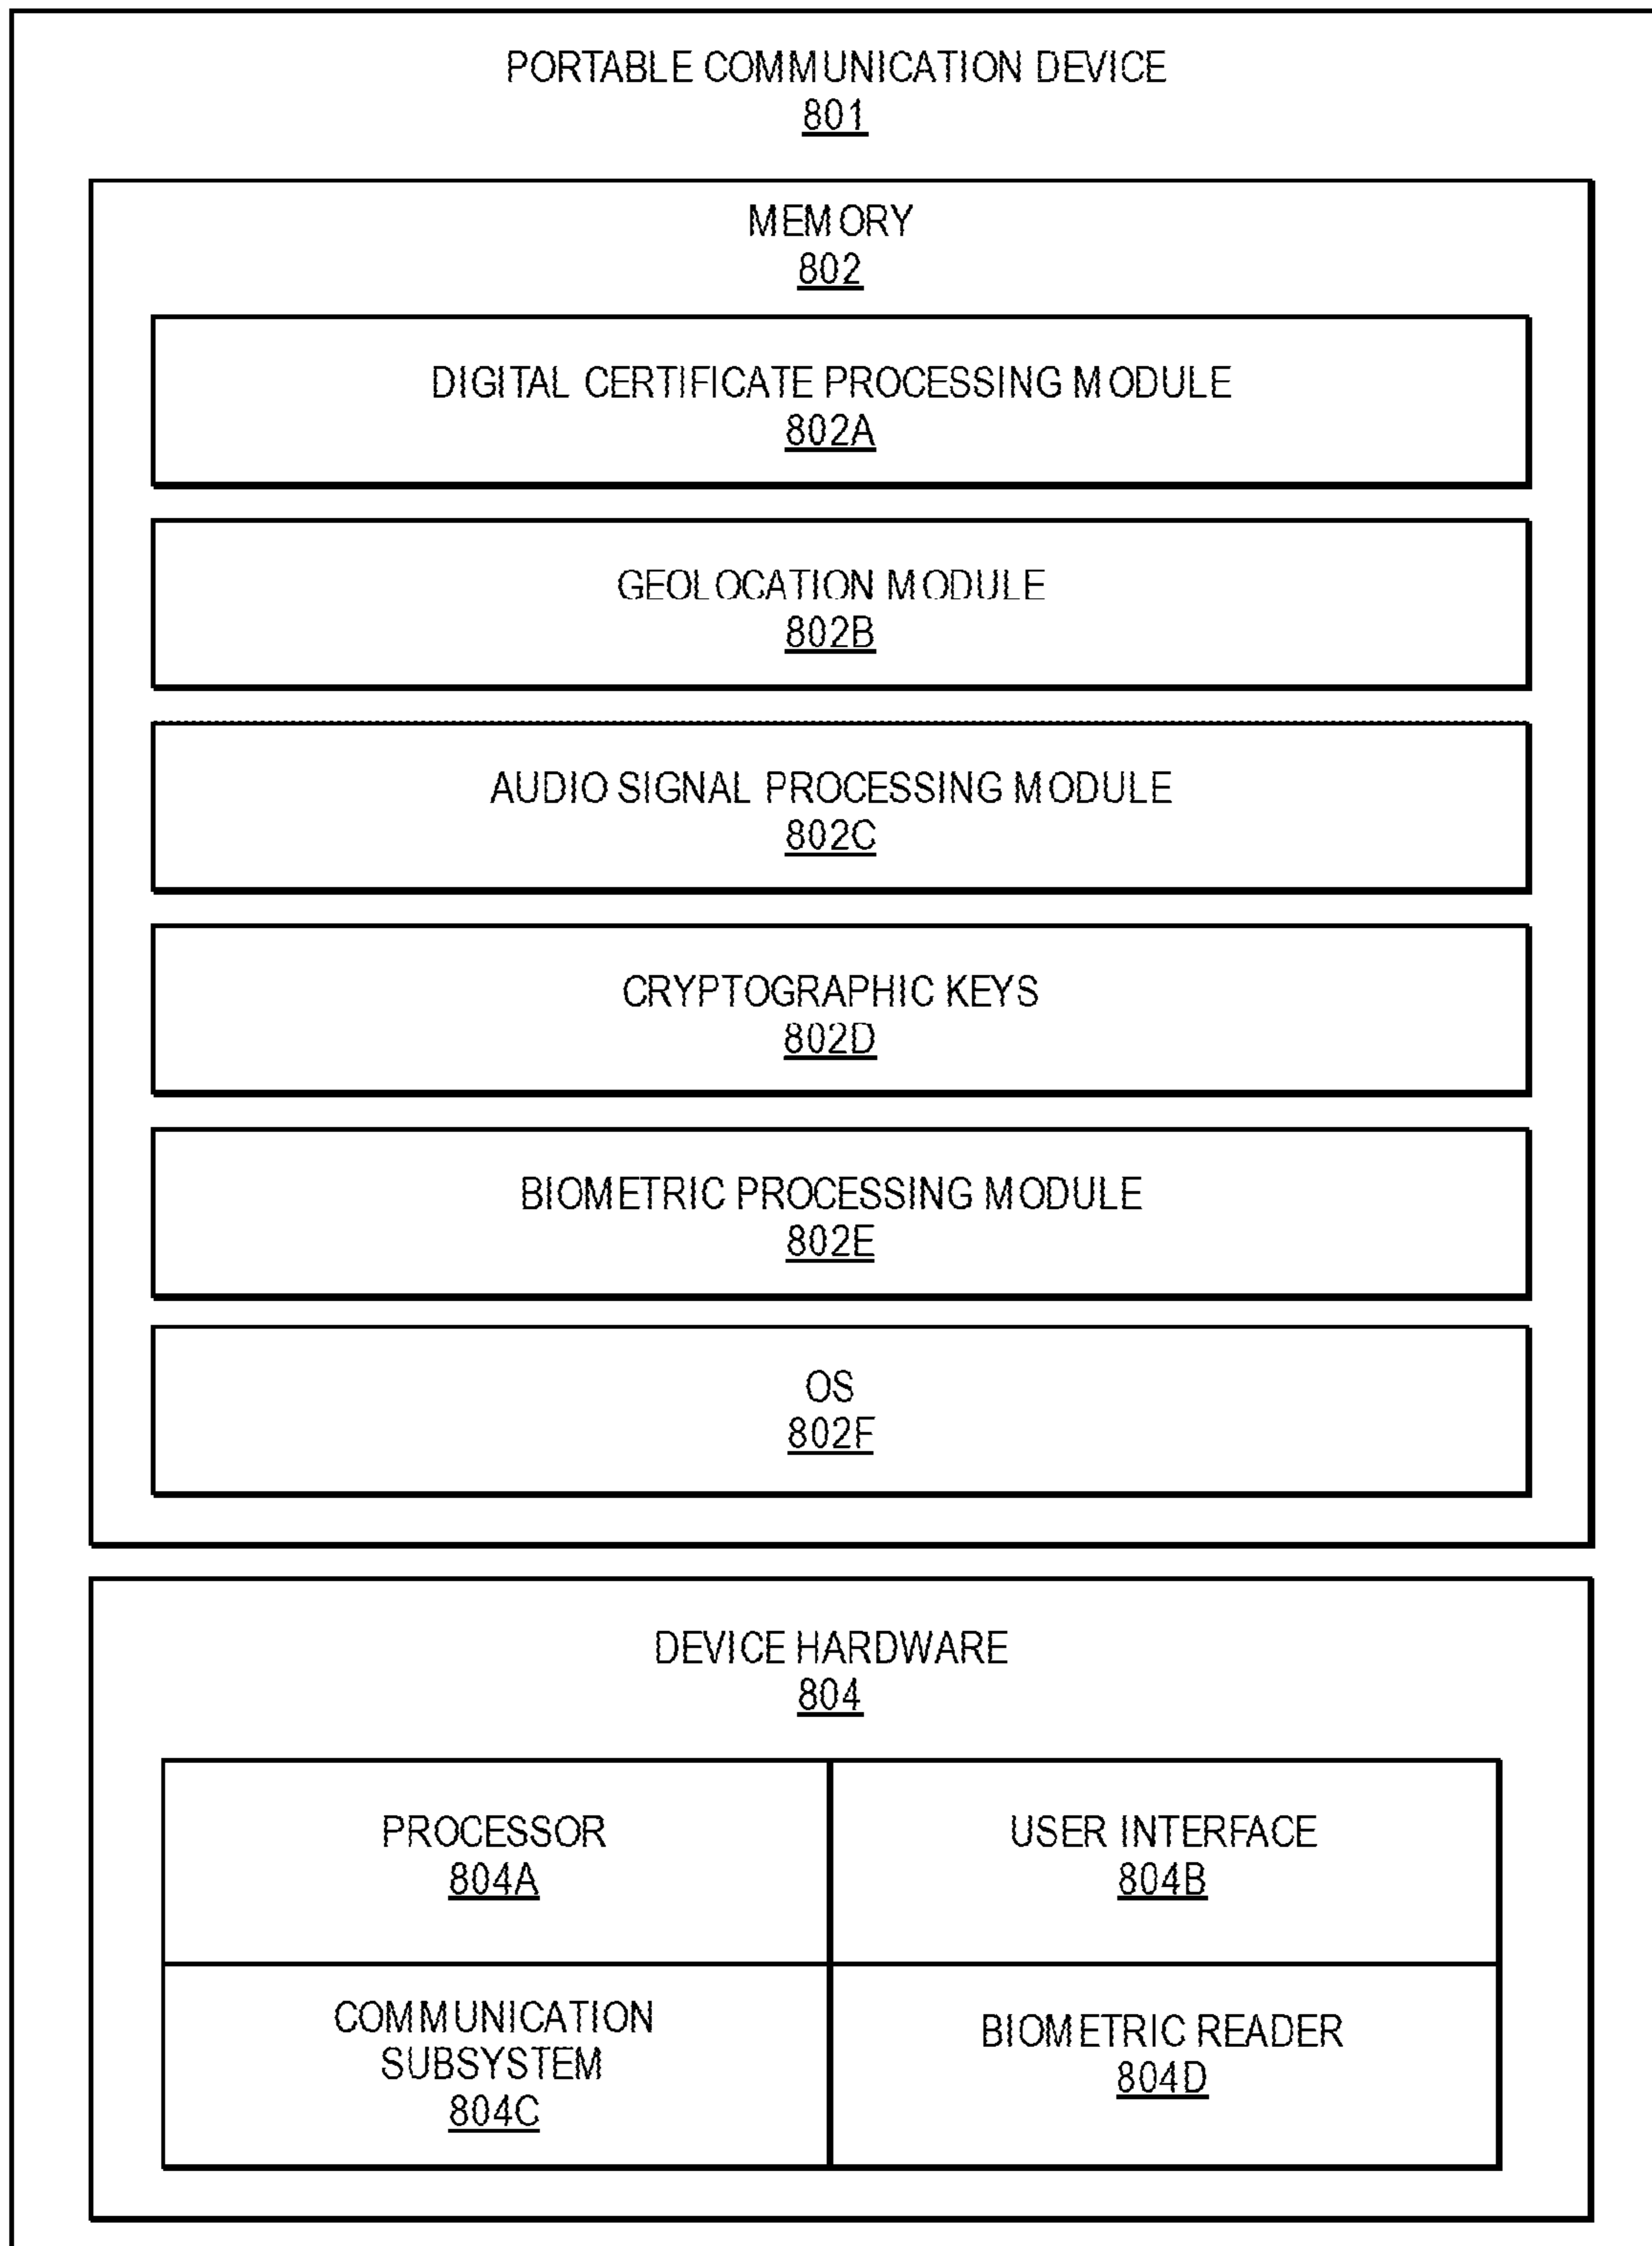 PORTABLE COMMUNICATION DEVICE
801
MEMORY
802
DIGITAL CERTIFICATE PROCESSING MODULE
802A
GEOLOCATION MODULE
802B
AUDIO SIGNAL PROCESSING MODULE
802C
CRYPTOGRAPHIC KEYS
802D
BIOMETRIC PROCESSING MODULE
802E
OS
802F
DEVICE HARDWARE
804
PROCESSOR
804A
USER INTERFACE
804B
COMMUNICATION
SUBSYSTEM
804C
BIOMETRIC READER
804D